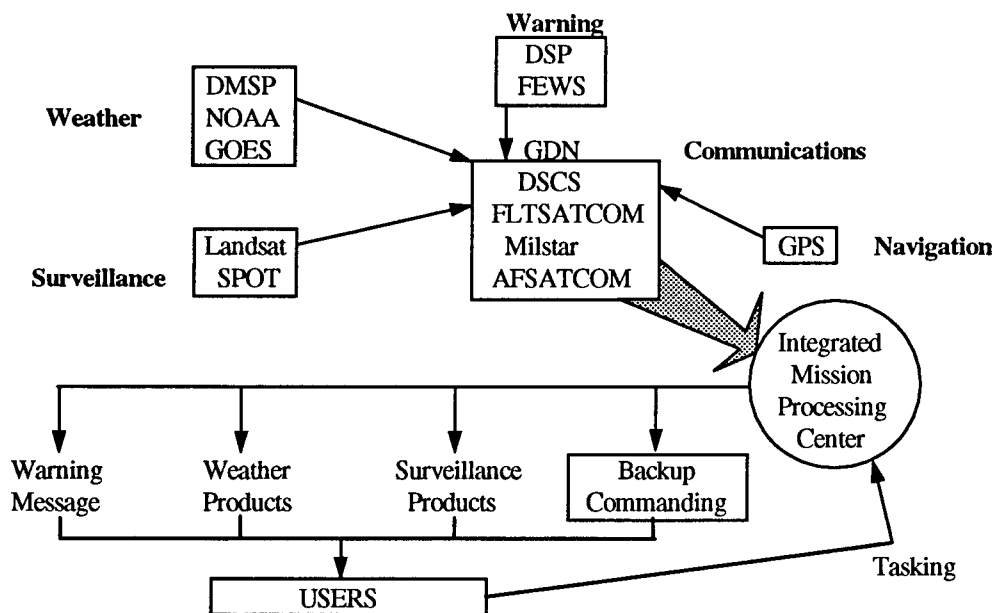 Warning
DSP
FEWS
DMSP
NOAA
GOES
Weather
GDN
DSCS
FLTSATCOM
Milstar
AFSATCOM
Communications
Landsat
SPOT
Surveillance
GPS
Navigation
Integrated
Mission
Processing
Center
Warning
Message
Weather
Products
Surveillance
Products
Backup
Commanding
Tasking
USERS